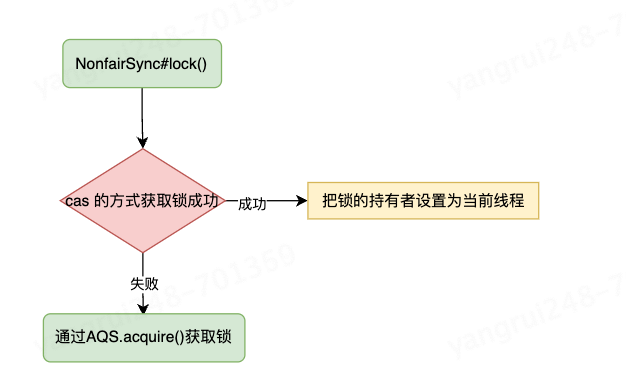 NonfairSync#lock()
cas 的方式获取锁成功
成功
把锁的持有者设置为当前线程
失败
通过AQS.acquire()获取锁
yangrui248-701350